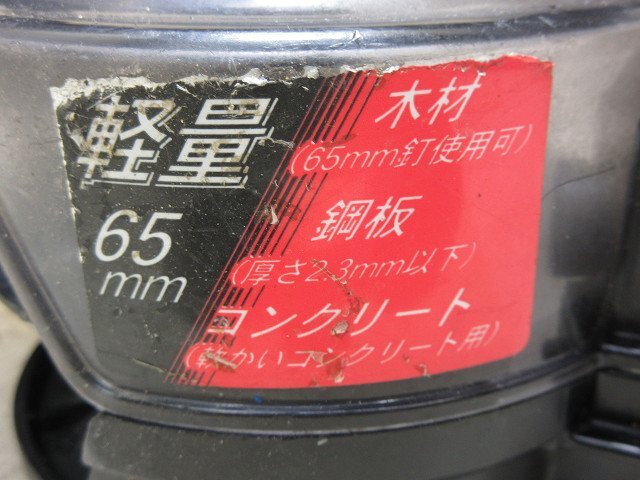 軽量
65
mm
木材
(65mm釘使用可)
鋼板
(厚さ2.3mm以下)
コンクリート
(軟かいコンクリート用)